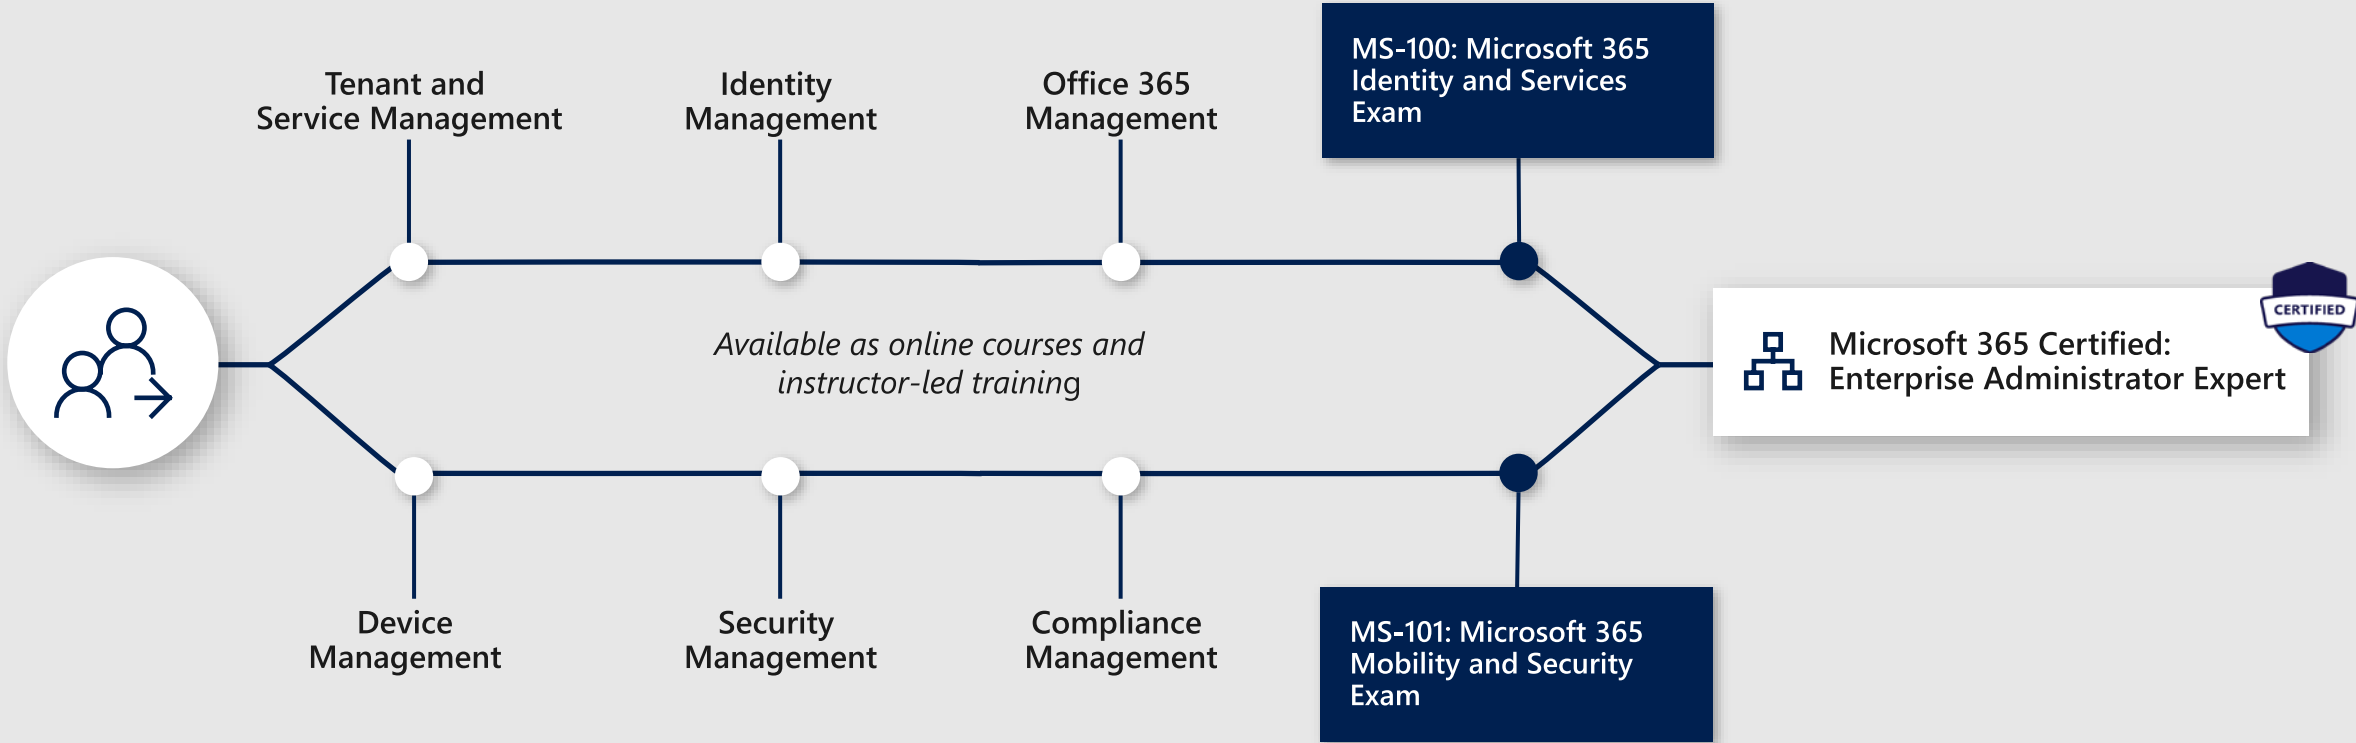 Tenant and
Service Management
Identity
Management
Office 365
Management
MS-100: Microsoft 365
Identity and Services
Exam
Available as online courses and
instructor-led training
CERTIFIED
Microsoft 365 Certified:
Enterprise Administrator Expert
Device
Management
Security
Management
Compliance
Management
MS-101: Microsoft 365
Mobility and Security
Exam